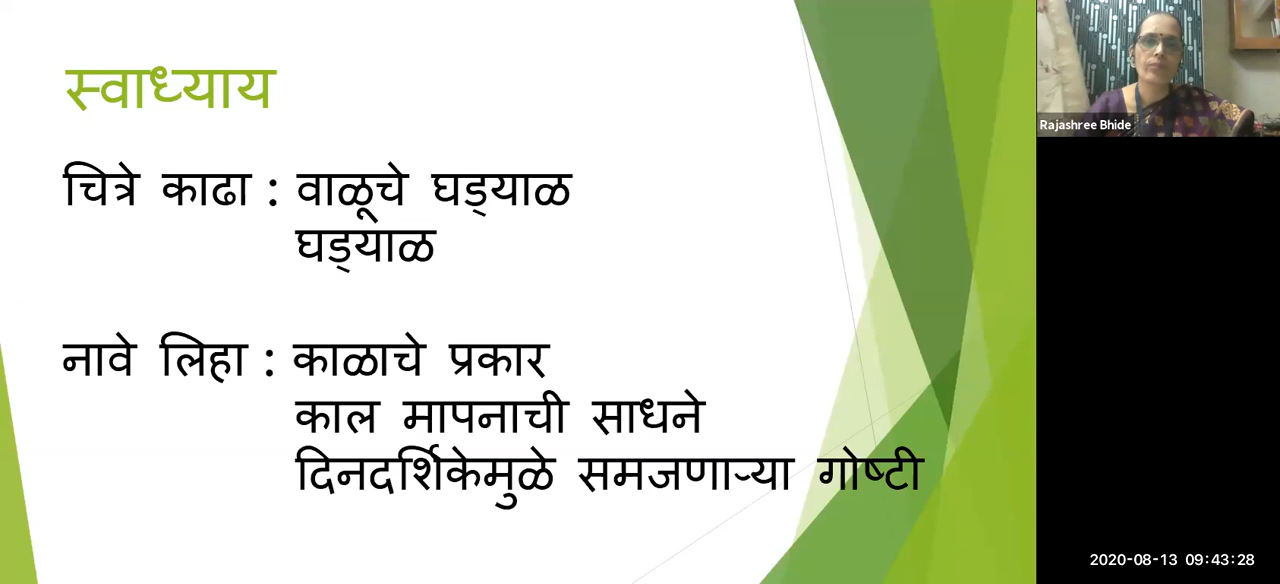 स्वाध्याय
चित्रे काढा : वाळूचे घड्याळ
घड्याळ
नावे लिहा : काळाचे प्रकार
काल मापनाची साधने
दिनदर्शिकेमुळे समजणाऱ्या गोष्टी
Rajashree Bhide
2020-08-13 09:43:28